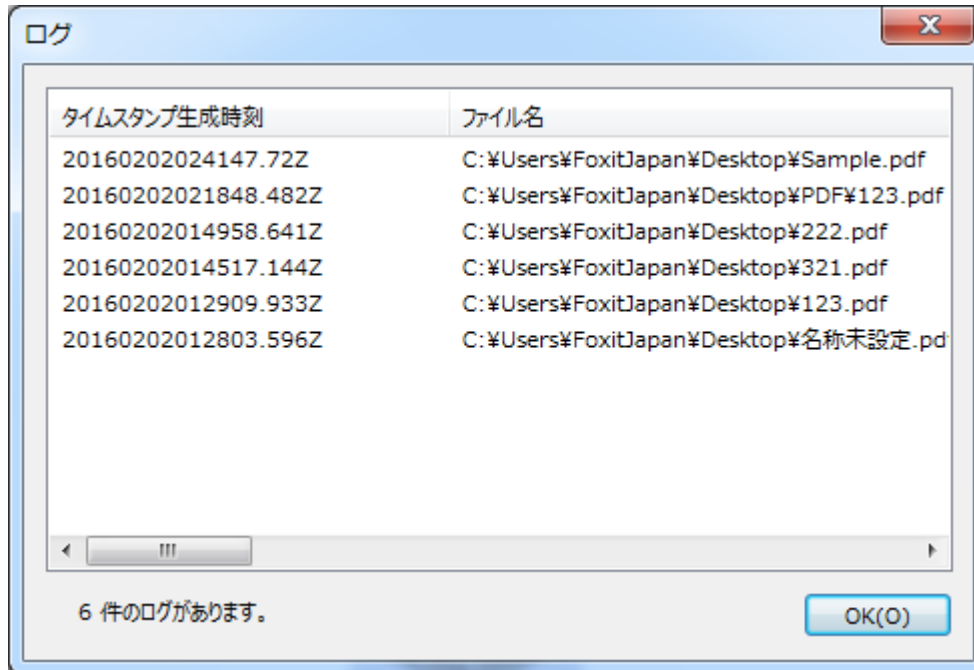 ログ
タイムスタンプ生成時刻 ファイル名
20160202024147.72Z C:¥Users¥FoxitJapan¥Desktop¥Sample.pdf
20160202021848.482Z C:¥Users¥FoxitJapan¥Desktop¥PDF¥123.pdf
20160202014958.641Z C:¥Users¥FoxitJapan¥Desktop¥222.pdf
20160202014517.144Z C:¥Users¥FoxitJapan¥Desktop¥321.pdf
20160202012909.933Z C:¥Users¥FoxitJapan¥Desktop¥123.pdf
20160202012803.596Z C:¥Users¥FoxitJapan¥Desktop¥名称未設定.pd
6 件のログがあります。 OK(O)